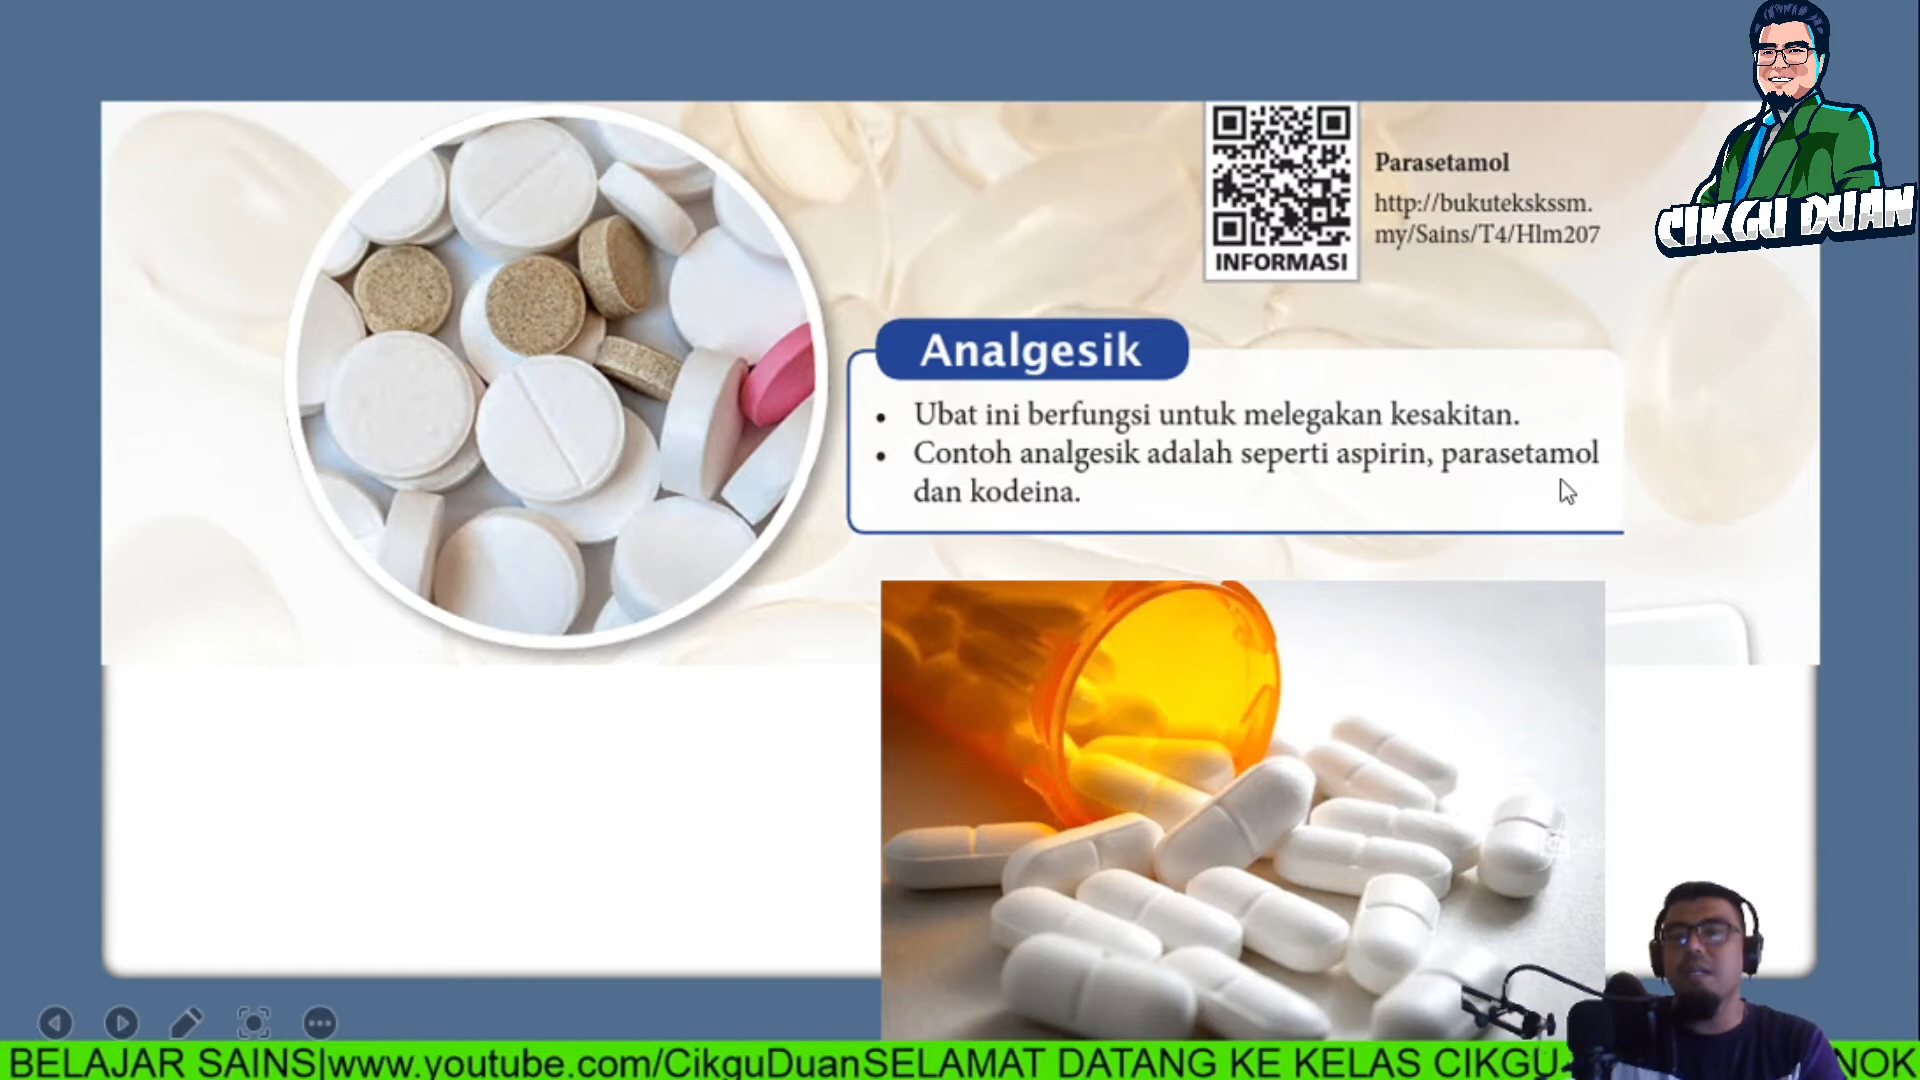 CIKGU DUAN
Parasetamol
http://bukutekskssm.
my/Sains/T4/Hlm207
INFORMASI
Analgesik
• Ubat ini berfungsi untuk melegakan kesakitan.
• Contoh analgesik adalah seperti aspirin, parasetamol
dan kodeina.
BELAJAR SAINS|www.youtube.com/CikguDuanSELAMAT DATANG KE KELAS CIKGU NOK